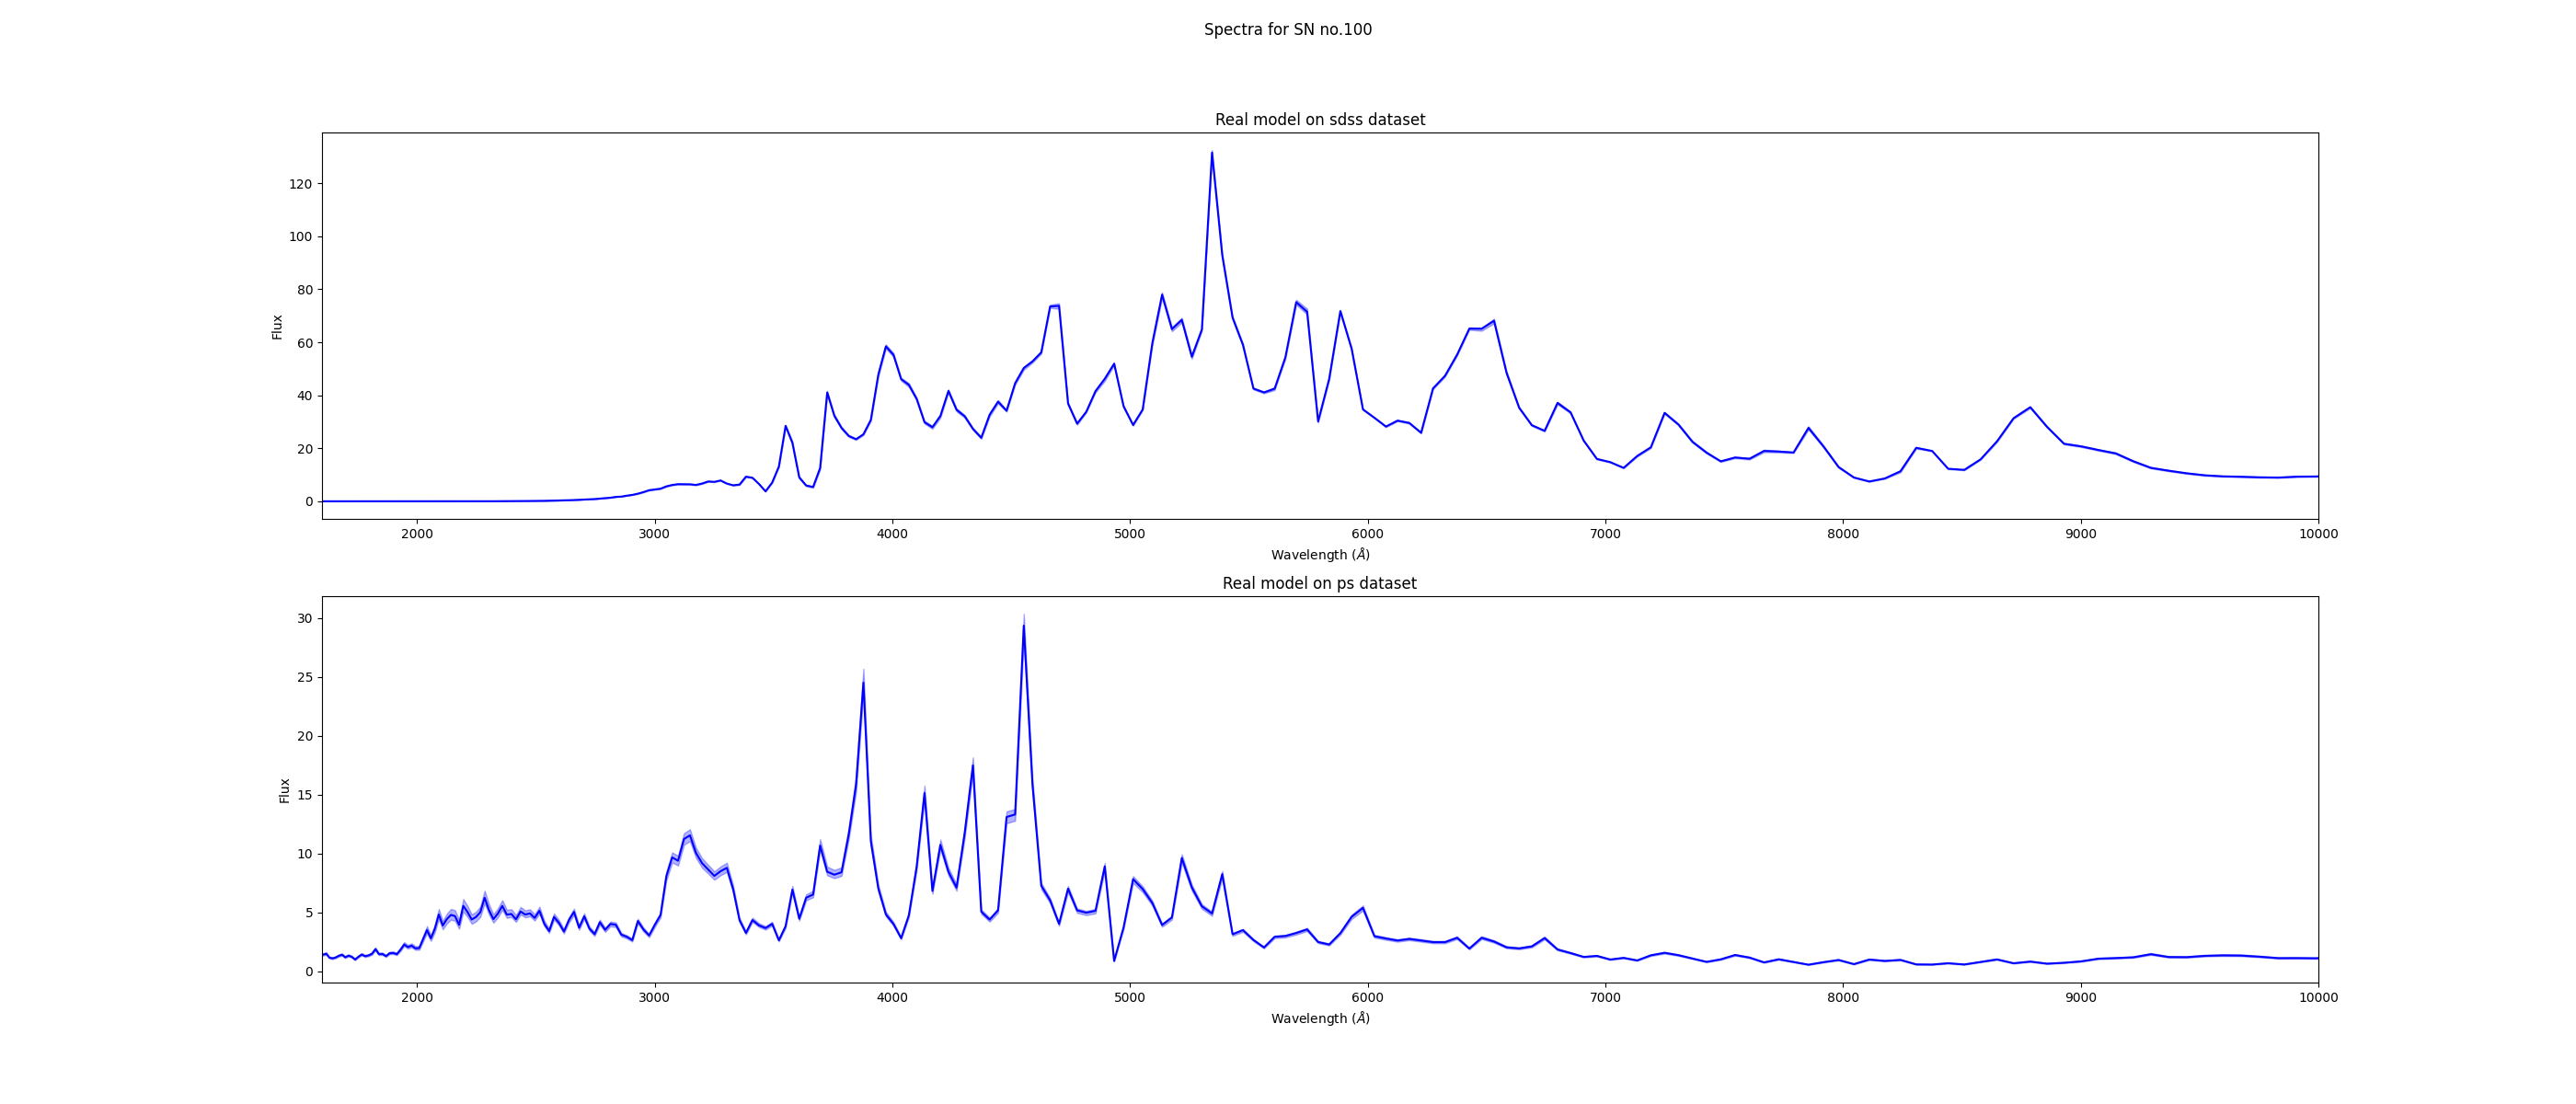 Spectra for SN no.100
Real model on sdss dataset
120
100
80
60
40
20
0
Flux
2000 3000 4000 5000 6000 7000 8000 9000 10000
Wavelength (Å)
Real model on ps dataset
30
25
20
15
10
5
0
Flux
2000 3000 4000 5000 6000 7000 8000 9000 10000
Wavelength (Å)